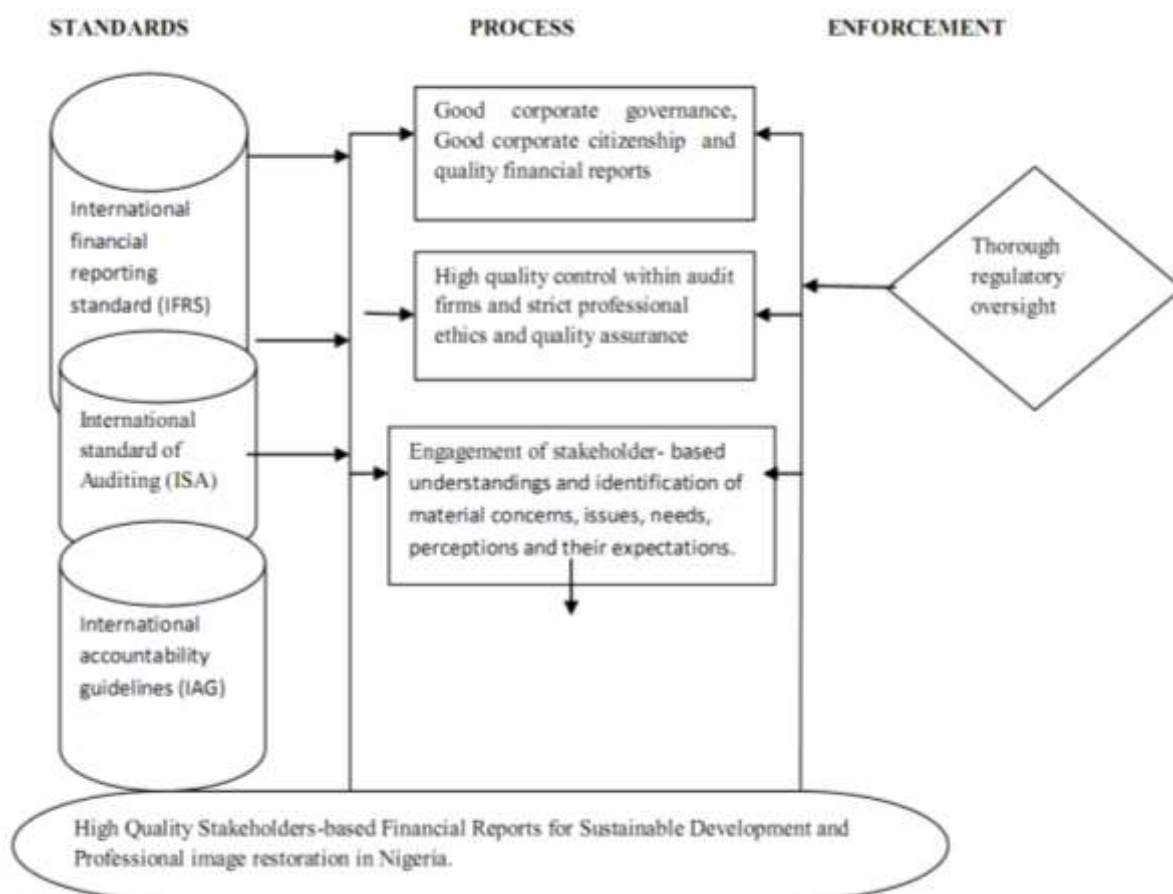 STANDARDS
PROCESS
ENFORCEMENT
International
financial
reporting
standard (IFRS)
International
standard of
Auditing (ISA)
International
accountability
guidelines (IAG)
Good corporate governance,
Good corporate citizenship and
quality financial reports
High quality control within audit
firms and strict professional
ethics and quality assurance
Engagement of stakeholder- based
understandings and identification of
material concerns, issues, needs,
perceptions and their expectations.
Thorough
regulatory
oversight
High Quality Stakeholders-based Financial Reports for Sustainable Development and
Professional image restoration in Nigeria.